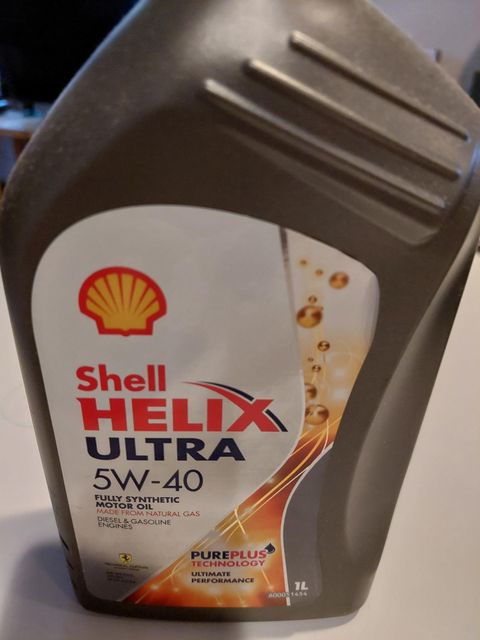 Shell
HELIX
ULTRA
5W-40
FULLY SYNTHETIC
MOTOR OIL
MADE FROM NATURAL GAS
DIESEL & GASOLINE
ENGINES
PUREPLUS
TECHNOLOGY
ULTIMATE
PERFORMANCE
1L